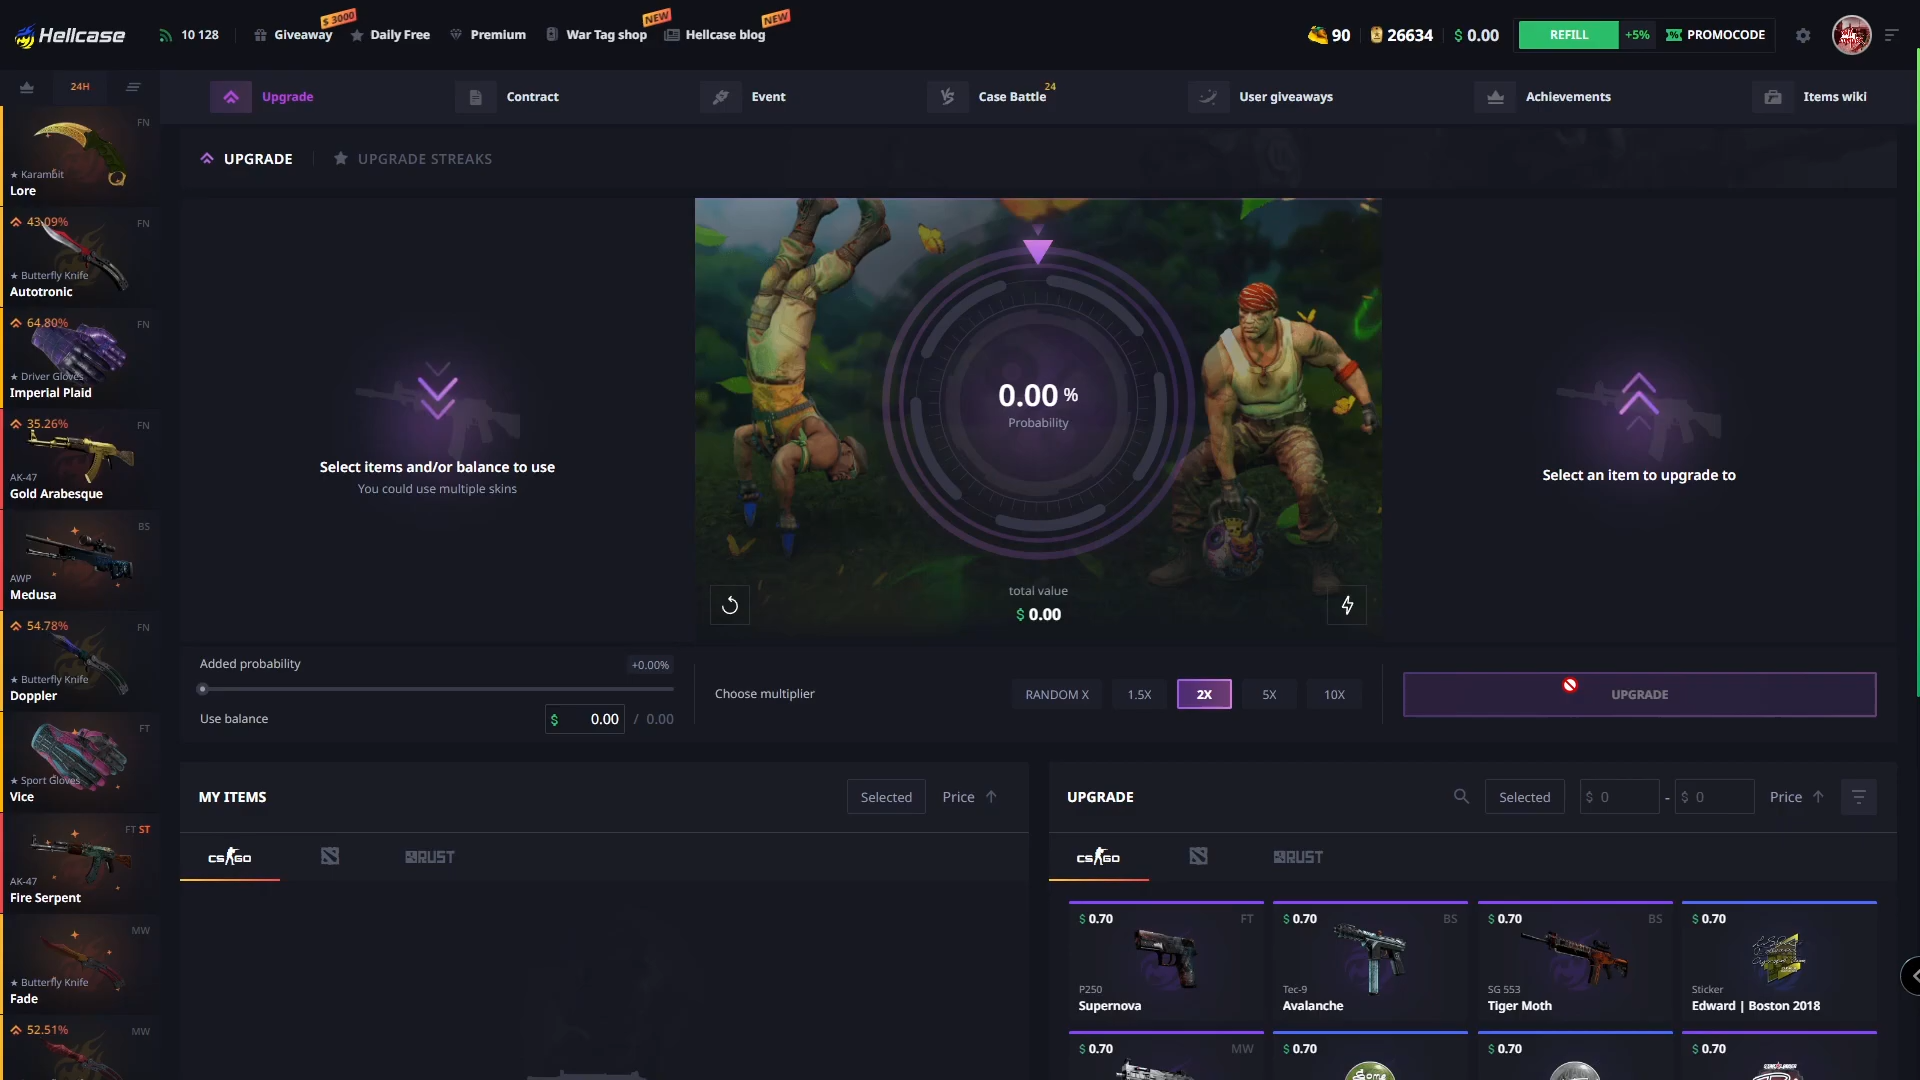 Hellcase
10 128
Giveaway
$ 3000
Daily Free
Premium
War Tag shop
NEW
Hellcase blog
NEW
90
26634
$ 0.00
REFILL
+5%
PROMOCODE
24H
Upgrade
Contract
Event
Case Battle
24
User giveaways
Achievements
Items wiki
FN
★ Karambit
Lore
43.09%
FN
★ Butterfly Knife
Autotronic
64.80%
FN
★ Driver Gloves
Imperial Plaid
35.26%
FN
AK-47
Gold Arabesque
BS
AWP
Medusa
54.78%
FN
★ Butterfly Knife
Doppler
FT
★ Sport Gloves
Vice
FT ST
AK-47
Fire Serpent
MW
★ Butterfly Knife
Fade
52.51%
MW
UPGRADE
UPGRADE STREAKS
Select items and/or balance to use
You could use multiple skins
0.00 %
Probability
total value
$ 0.00
Select an item to upgrade to
Added probability
+0.00%
Use balance
$ 0.00 / 0.00
Choose multiplier
RANDOM X
1.5X
2X
5X
10X
UPGRADE
MY ITEMS
Selected
Price
CS:GO
RUST
UPGRADE
Selected
$ 0 - $ 0
Price
CS:GO
RUST
$ 0.70
FT
P250
Supernova
$ 0.70
BS
Tec-9
Avalanche
$ 0.70
BS
SG 553
Tiger Moth
$ 0.70
Sticker
Edward | Boston 2018
$ 0.70
MW
$ 0.70
$ 0.70
$ 0.70